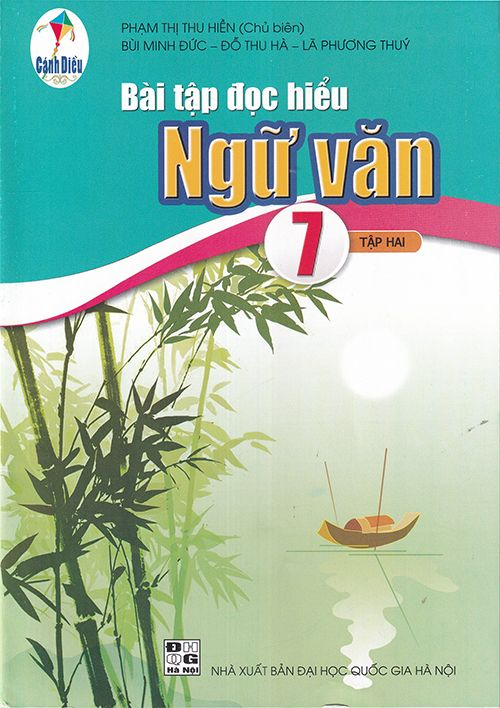 Cánh Diều
PHẠM THỊ THU HIỀN (Chủ biên)
BÙI MINH ĐỨC – ĐỖ THU HÀ – LÃ PHƯƠNG THUÝ
Bài tập đọc hiểu
Ngữ văn
7
TẬP HAI
ĐH
QG
Hà Nội
NHÀ XUẤT BẢN ĐẠI HỌC QUỐC GIA HÀ NỘI